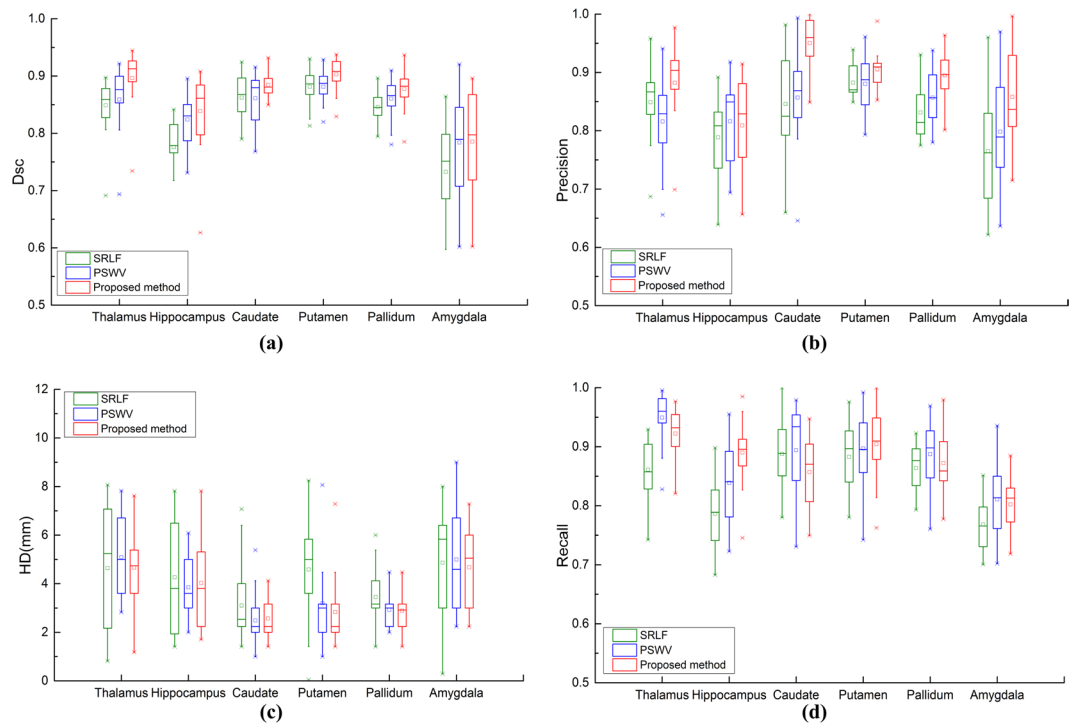 1.0
0.9
0.8
0.7
0.6
0.5
Dsc
SRLF
PSWV
Proposed method
Thalamus Hippocampus Caudate Putamen Pallidum Amygdala
(a)
1.0
0.9
0.8
0.7
0.6
0.5
Precision
SRLF
PSWV
Proposed method
Thalamus Hippocampus Caudate Putamen Pallidum Amygdala
(b)
12
10
8
6
4
2
0
HD(mm)
SRLF
PSWV
Proposed method
Thalamus Hippocampus Caudate Putamen Pallidum Amygdala
(c)
1.0
0.9
0.8
0.7
0.6
0.5
Recall
SRLF
PSWV
Proposed method
Thalamus Hippocampus Caudate Putamen Pallidum Amygdala
(d)